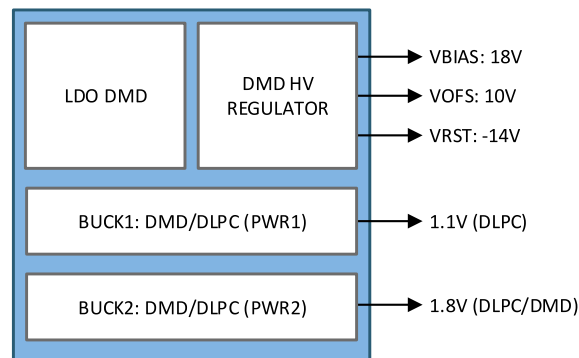 LDO DMD
DMD HV
REGULATOR
VBIAS: 18V
VOFS: 10V
VRST: -14V
BUCK1: DMD/DLPC (PWR1)
1.1V (DLPC)
BUCK2: DMD/DLPC (PWR2)
1.8V (DLPC/DMD)